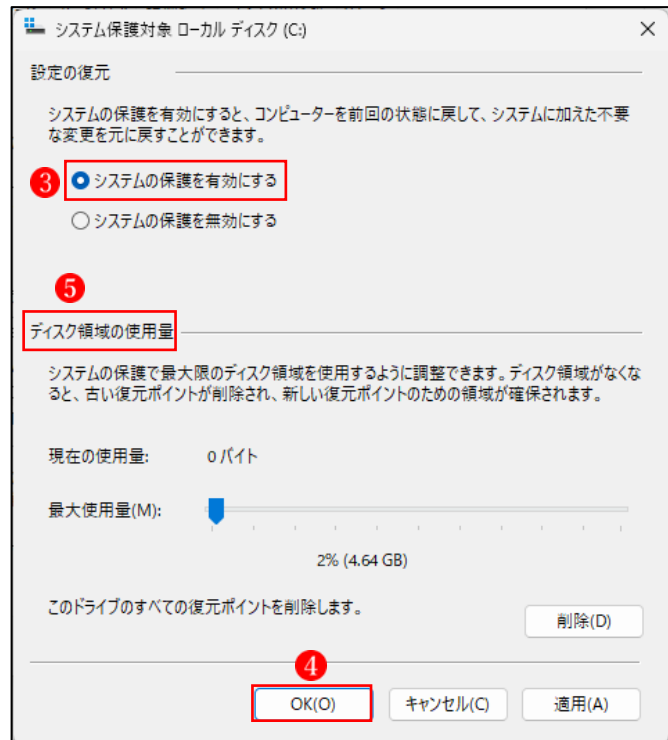 システム保護対象 ローカル ディスク (C:)
設定の復元
システムの保護を有効にすると、コンピューターを前回の状態に戻して、システムに加えた不要
な変更を元に戻すことができます。
3 システムの保護を有効にする
システムの保護を無効にする
5
ディスク領域の使用量
システムの保護で最大限のディスク領域を使用するように調整できます。ディスク領域がなくな
ると、古い復元ポイントが削除され、新しい復元ポイントのための領域が確保されます。
現在の使用量: 0 バイト
最大使用量(M):
2% (4.64 GB)
このドライブのすべての復元ポイントを削除します。
削除(D)
4
OK(O) キャンセル(C) 適用(A)